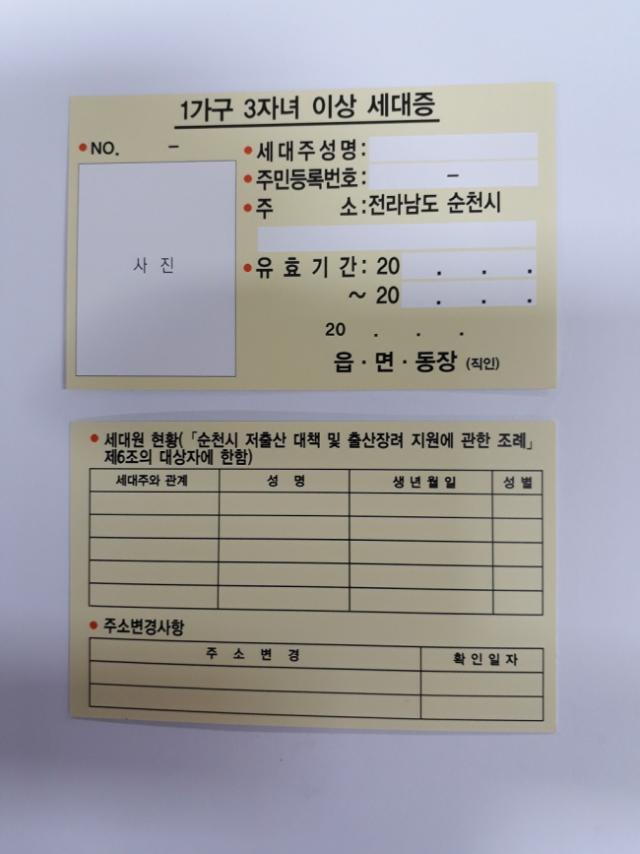 1가구 3자녀 이상 세대증
● NO. –
사 진
● 세대주성명:
● 주민등록번호: –
● 주 소:전라남도 순천시
● 유 효 기 간: 20 . . .
~ 20 . . .
20 . . .
읍 · 면 · 동장 (직인)
● 세대원 현황(「순천시 저출산 대책 및 출산장려 지원에 관한 조례」
제6조의 대상자에 한함)
세대주와 관계 성 명 생 년 월 일 성 별
● 주소변경사항
주 소 변 경 확 인 일 자